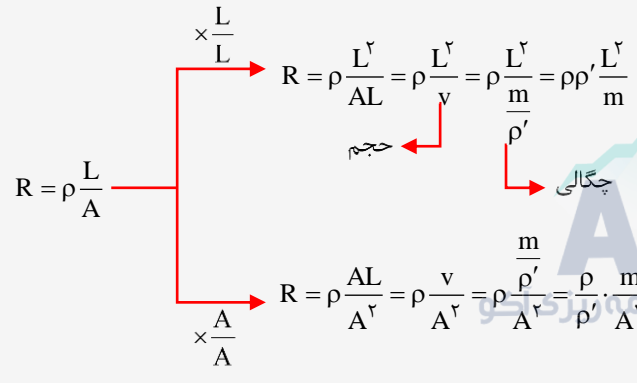 × L/L
R = ρ L²/AL = ρ L²/v = ρ L²/(m/ρ′) = ρρ′ L²/m
حجم
چگالی
R = ρ L/A
R = ρ AL/A² = ρ v/A² = ρ (m/ρ′)/A² = ρ/ρ′ · m/A
× A/A